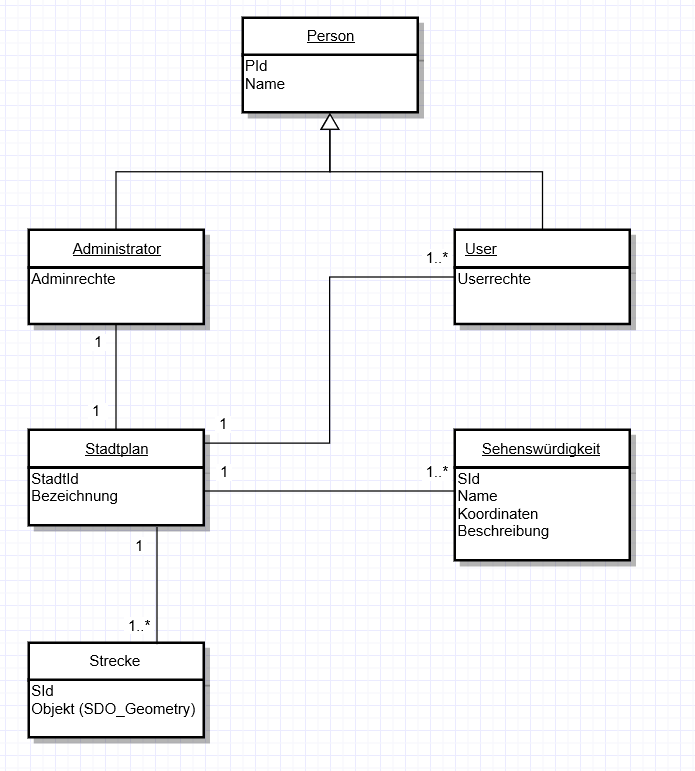 Person
PId
Name
Administrator
Adminrechte
User
Userrechte
1..*
1
1
1
Stadtplan
StadtId
Bezeichnung
1
1..*
Sehenswürdigkeit
SId
Name
Koordinaten
Beschreibung
1
1..*
Strecke
SId
Objekt (SDO_Geometry)